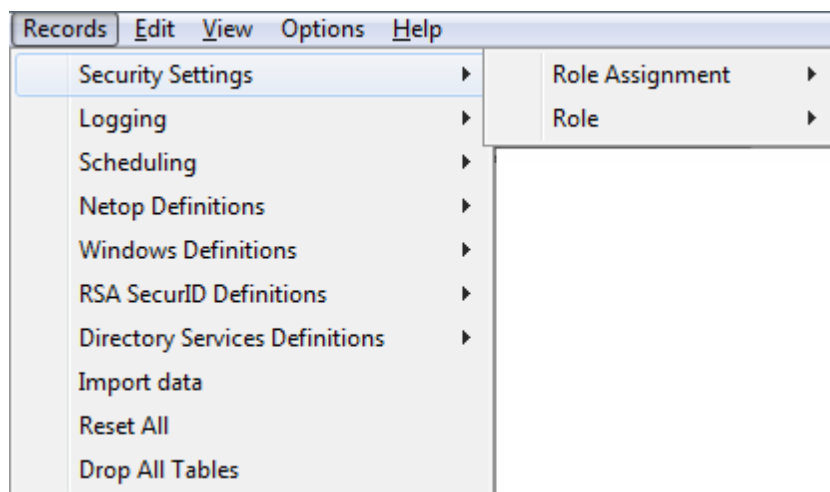 Records Edit View Options Help
Security Settings
Role Assignment
Role
Logging
Scheduling
Netop Definitions
Windows Definitions
RSA SecurID Definitions
Directory Services Definitions
Import data
Reset All
Drop All Tables